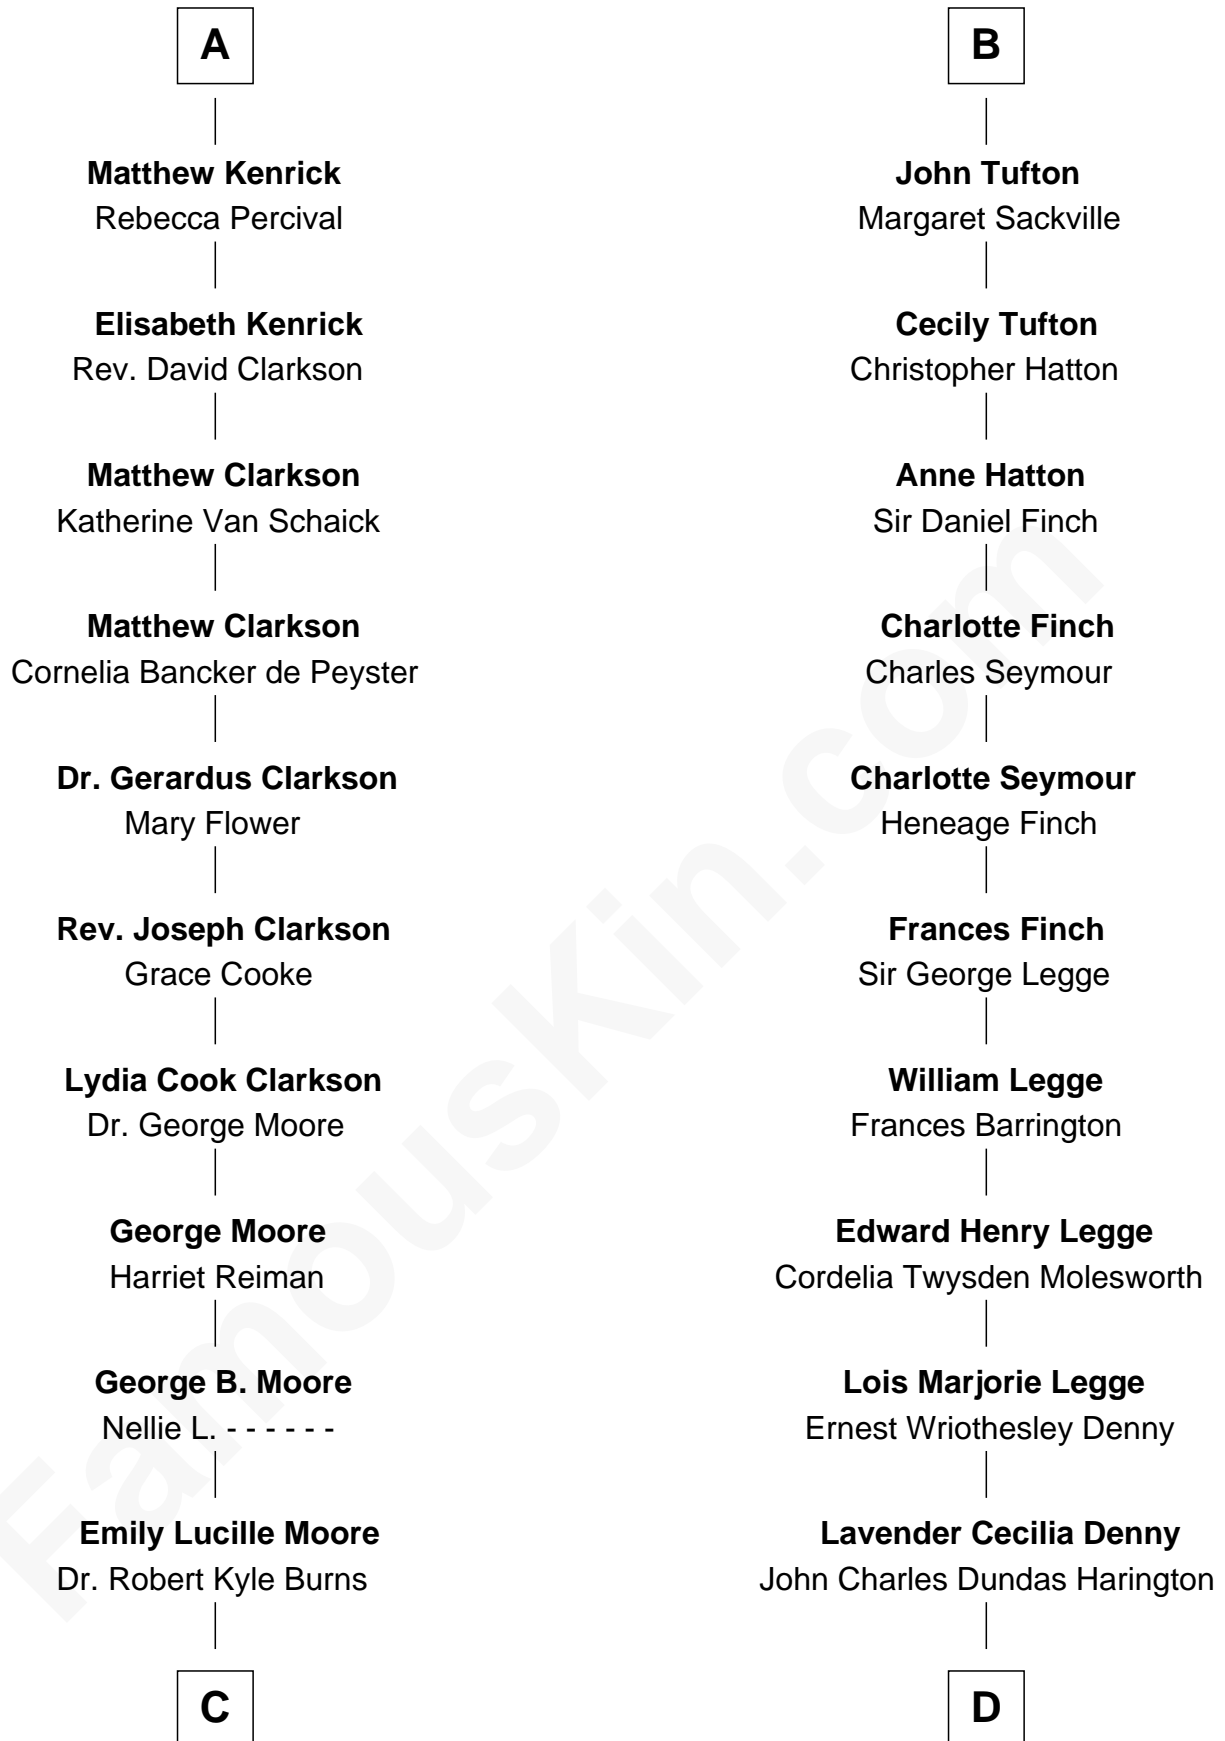 A
Matthew Kenrick
Rebecca Percival
Elisabeth Kenrick
Rev. David Clarkson
Matthew Clarkson
Katherine Van Schaick
Matthew Clarkson
Cornelia Bancker de Peyster
Dr. Gerardus Clarkson
Mary Flower
Rev. Joseph Clarkson
Grace Cooke
Lydia Cook Clarkson
Dr. George Moore
George Moore
Harriet Reiman
George B. Moore
Nellie L. - - - - - -
Emily Lucille Moore
Dr. Robert Kyle Burns
C
B
John Tufton
Margaret Sackville
Cecily Tufton
Christopher Hatton
Anne Hatton
Sir Daniel Finch
Charlotte Finch
Charles Seymour
Charlotte Seymour
Heneage Finch
Frances Finch
Sir George Legge
William Legge
Frances Barrington
Edward Henry Legge
Cordelia Twysden Molesworth
Lois Marjorie Legge
Ernest Wriothesley Denny
Lavender Cecilia Denny
John Charles Dundas Harington
D
FamousKin.com